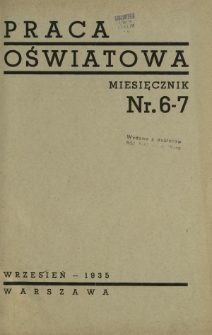 PRACA
OŚWIATOWA
MIESIĘCZNIK
Nr. 6-7
WRZESIEŃ – 1935
WARSZAWA